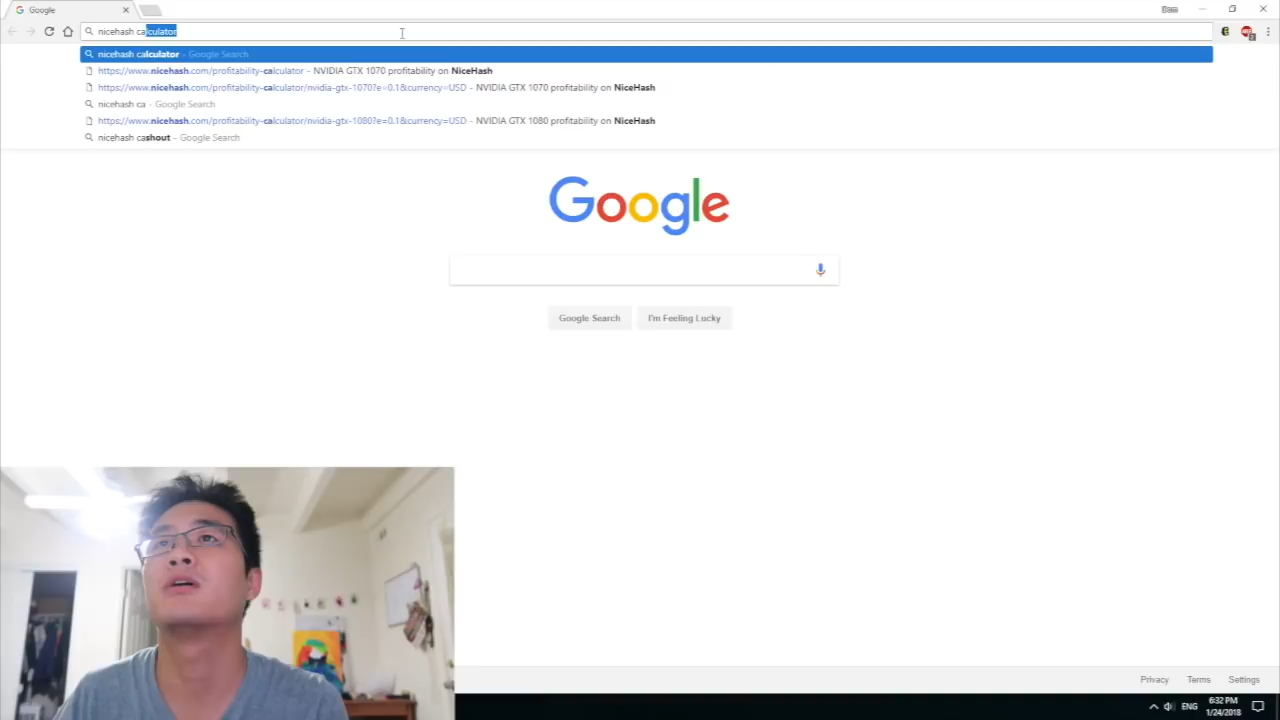 Google
nicehash calculator
nicehash calculator - Google Search
https://www.nicehash.com/profitability-calculator - NVIDIA GTX 1070 profitability on NiceHash
https://www.nicehash.com/profitability-calculator/nvidia-gtx-1070?e=0.1&currency=USD - NVIDIA GTX 1070 profitability on NiceHash
nicehash ca - Google Search
https://www.nicehash.com/profitability-calculator/nvidia-gtx-1080?e=0.1&currency=USD - NVIDIA GTX 1080 profitability on NiceHash
nicehash cashout - Google Search
Google
Google Search I'm Feeling Lucky
Privacy Terms Settings
ENG 6:32 PM
1/24/2018